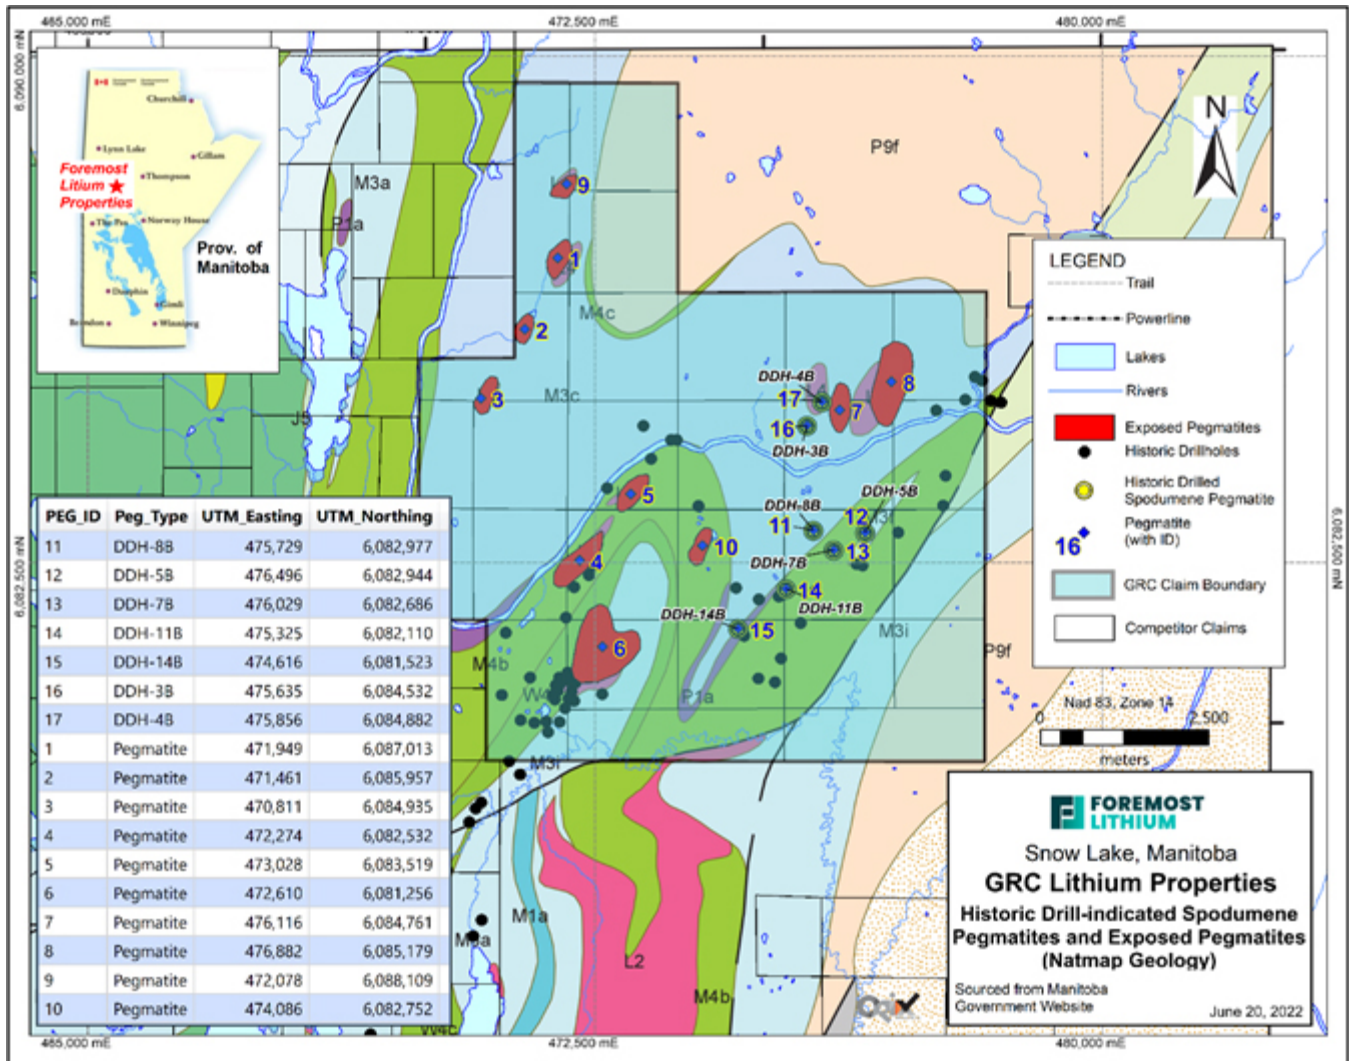 465,000 mE
472,500 mE
480,000 mE
6,090,000 mN
6,082,500 mN
Churchill
Lynn Lake
Gillam
Foremost
Litium
Properties
Thompson
The Pas
Norway House
Prov. of
Manitoba
Dauphin
Gimli
Brandon
Winnipeg
M3a
P1a
P9f
N
9
1
M4c
2
3
M3c
J5
DDH-4B
17
7
8
16
DDH-3B
5
DDH-8B
DDH-5B
11
12
13
10
4
DDH-7B
14
DDH-11B
DDH-14B
15
6
M3i
P9f
M4b
P1a
M3i
M1a
L2
M4b
W4c
LEGEND
Trail
Powerline
Lakes
Rivers
Exposed Pegmatites
Historic Drillholes
Historic Drilled
Spodumene Pegmatite
16
Pegmatite
(with ID)
GRC Claim Boundary
Competitor Claims
Nad 83, Zone 14
0 2,500
meters
PEG_ID Peg_Type UTM_Easting UTM_Northing
11 DDH-8B 475,729 6,082,977
12 DDH-5B 476,496 6,082,944
13 DDH-7B 476,029 6,082,686
14 DDH-11B 475,325 6,082,110
15 DDH-14B 474,616 6,081,523
16 DDH-3B 475,635 6,084,532
17 DDH-4B 475,856 6,084,882
1 Pegmatite 471,949 6,087,013
2 Pegmatite 471,461 6,085,957
3 Pegmatite 470,811 6,084,935
4 Pegmatite 472,274 6,082,532
5 Pegmatite 473,028 6,083,519
6 Pegmatite 472,610 6,081,256
7 Pegmatite 476,116 6,084,761
8 Pegmatite 476,882 6,085,179
9 Pegmatite 472,078 6,088,109
10 Pegmatite 474,086 6,082,752
FOREMOST
LITHIUM
Snow Lake, Manitoba
GRC Lithium Properties
Historic Drill-indicated Spodumene
Pegmatites and Exposed Pegmatites
(Natmap Geology)
Sourced from Manitoba
Government Website
June 20, 2022
465,000 mE
472,500 mE
480,000 mE
6,082,500 mN